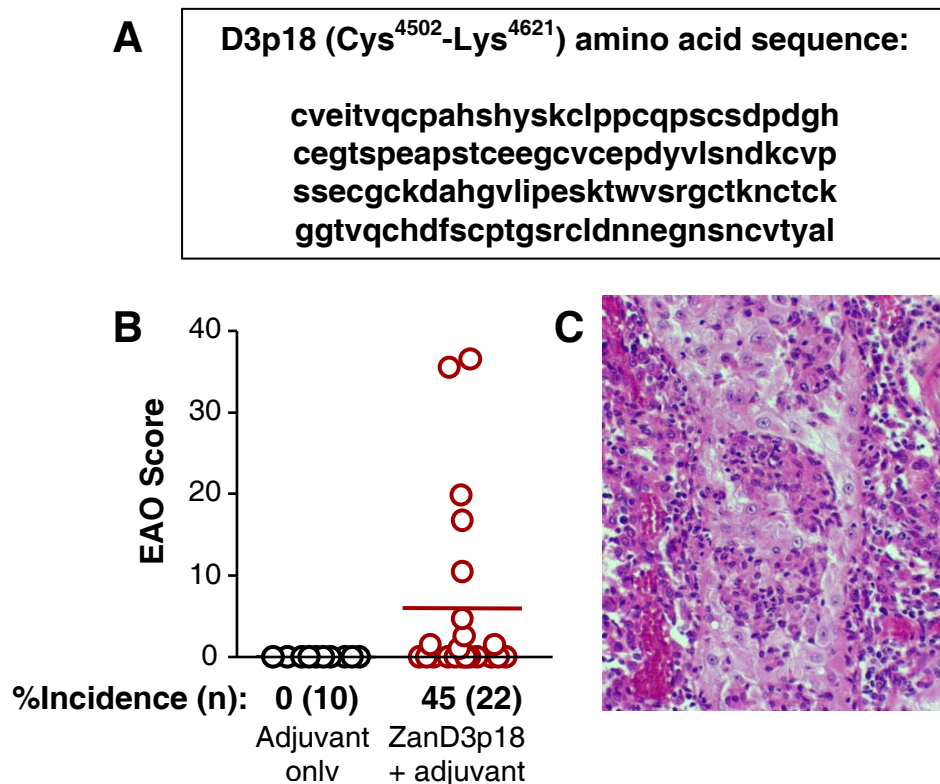 A
D3p18 (Cys4502-Lys4621) amino acid sequence:
cveitvqcpahshyskclppcqpscsdpdgh
cegtspeapstceegcvcepdyvlsndkcvp
ssecgckdahgvlipesktwvsrgctknctck
ggtvqchdfscptgsrcldnnegnsncvtyal
B
40
30
20
10
0
EAO Score
%Incidence (n): 0 (10) 45 (22)
Adjuvant ZanD3p18
only + adjuvant
C